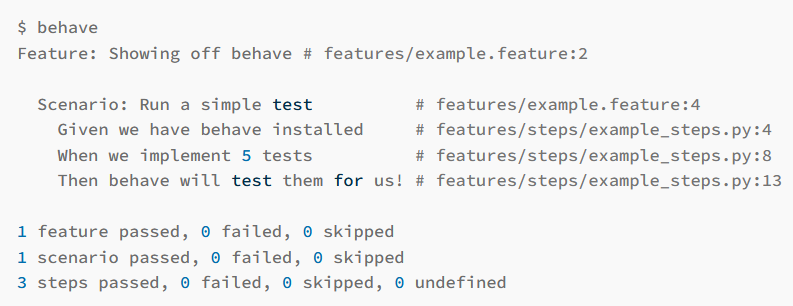 $ behave
Feature: Showing off behave # features/example.feature:2
Scenario: Run a simple test # features/example.feature:4
Given we have behave installed # features/steps/example_steps.py:4
When we implement 5 tests # features/steps/example_steps.py:8
Then behave will test them for us! # features/steps/example_steps.py:13
1 feature passed, 0 failed, 0 skipped
1 scenario passed, 0 failed, 0 skipped
3 steps passed, 0 failed, 0 skipped, 0 undefined